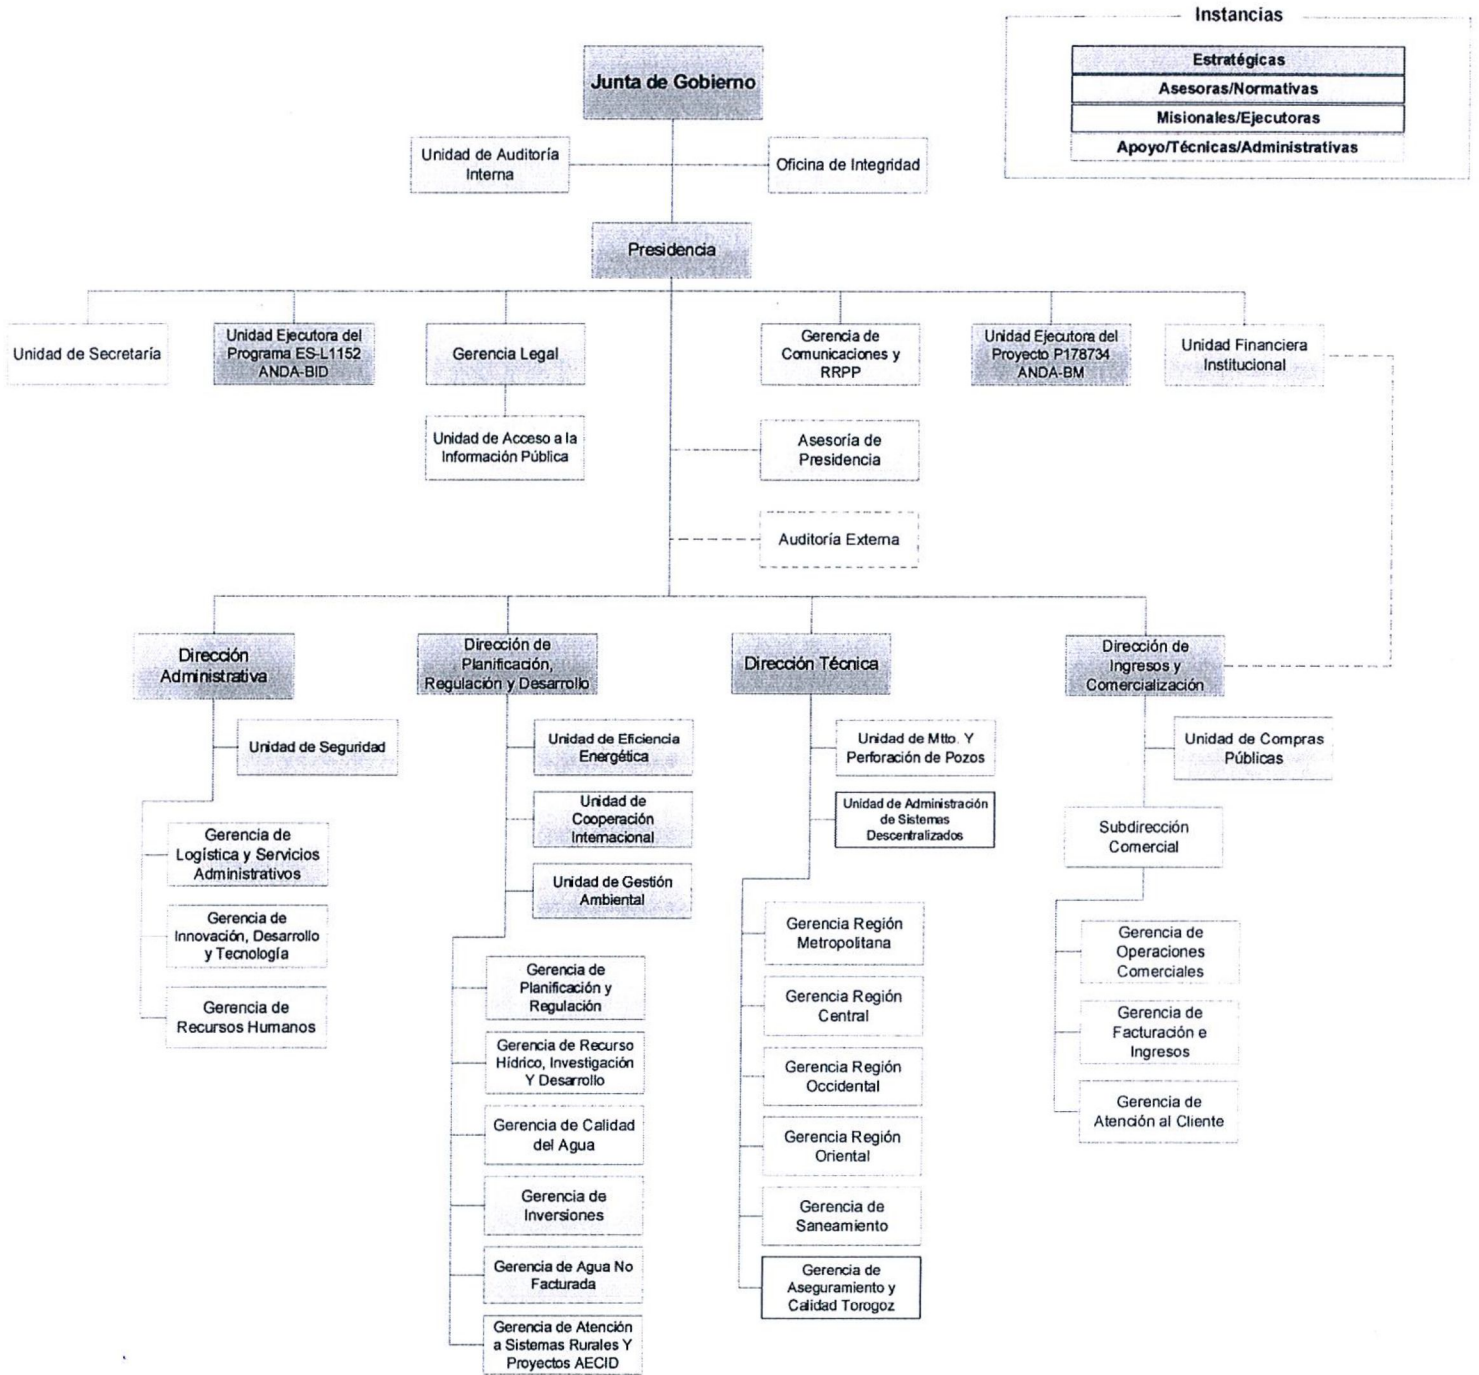 Instancias
Estratégicas
Asesoras/Normativas
Misionales/Ejecutoras
Apoyo/Técnicas/Administrativas
Junta de Gobierno
Unidad de Auditoría
Interna
Oficina de Integridad
Presidencia
Unidad de Secretaría
Unidad Ejecutora del
Programa ES-L1152
ANDA-BID
Gerencia Legal
Gerencia de
Comunicaciones y
RRPP
Unidad Ejecutora del
Proyecto P178734
ANDA-BM
Unidad Financiera
Institucional
Unidad de Acceso a la
Información Pública
Asesoría de
Presidencia
Auditoría Externa
Dirección
Administrativa
Dirección de
Planificación,
Regulación y Desarrollo
Dirección Técnica
Dirección de
Ingresos y
Comercialización
Unidad de Seguridad
Gerencia de
Logística y Servicios
Administrativos
Gerencia de
Innovación, Desarrollo
y Tecnología
Gerencia de
Recursos Humanos
Unidad de Eficiencia
Energética
Unidad de
Cooperación
Internacional
Unidad de Gestión
Ambiental
Gerencia de
Planificación y
Regulación
Gerencia de Recurso
Hídrico, Investigación
Y Desarrollo
Gerencia de Calidad
del Agua
Gerencia de
Inversiones
Gerencia de Agua No
Facturada
Gerencia de Atención
a Sistemas Rurales Y
Proyectos AECID
Unidad de Mtto. Y
Perforación de Pozos
Unidad de Administración
de Sistemas
Descentralizados
Gerencia Región
Metropolitana
Gerencia Región
Central
Gerencia Región
Occidental
Gerencia Región
Oriental
Gerencia de
Saneamiento
Gerencia de
Aseguramiento y
Calidad Torogoz
Unidad de Compras
Públicas
Subdirección
Comercial
Gerencia de
Operaciones
Comerciales
Gerencia de
Facturación e
Ingresos
Gerencia de
Atención al Cliente